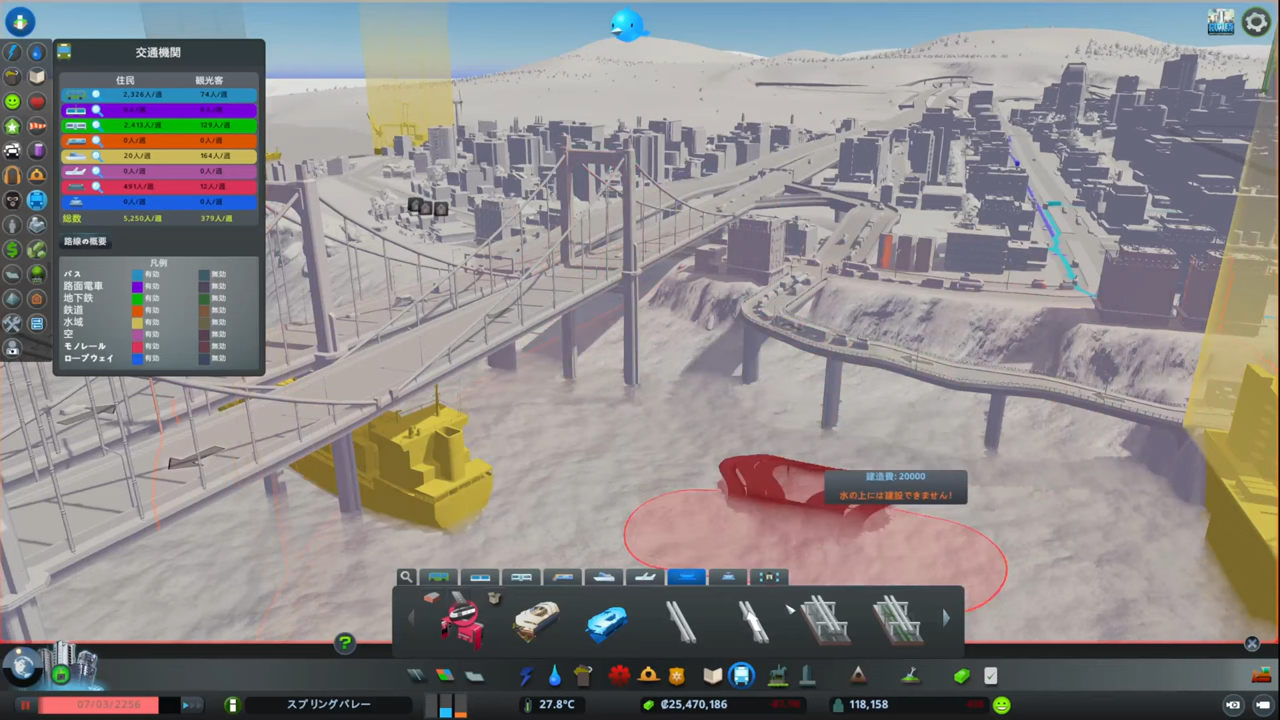 交通機関
住民 観光客
2,326人/週 74人/週
0人/週 0人/週
2,413人/週 129人/週
0人/週 0人/週
20人/週 164人/週
0人/週 0人/週
491人/週 12人/週
0人/週 0人/週
総数 5,250人/週 379人/週
路線の概要
凡例
バス 有効 無効
路面電車 有効 無効
地下鉄 有効 無効
鉄道 有効 無効
水域 有効 無効
空 有効 無効
モノレール 有効 無効
ロープウェイ 有効 無効
建造費: 20000
水の上には建設できません!
?
07/03/2256 スプリングバレー 27.8°C ₡25,470,186 118,158